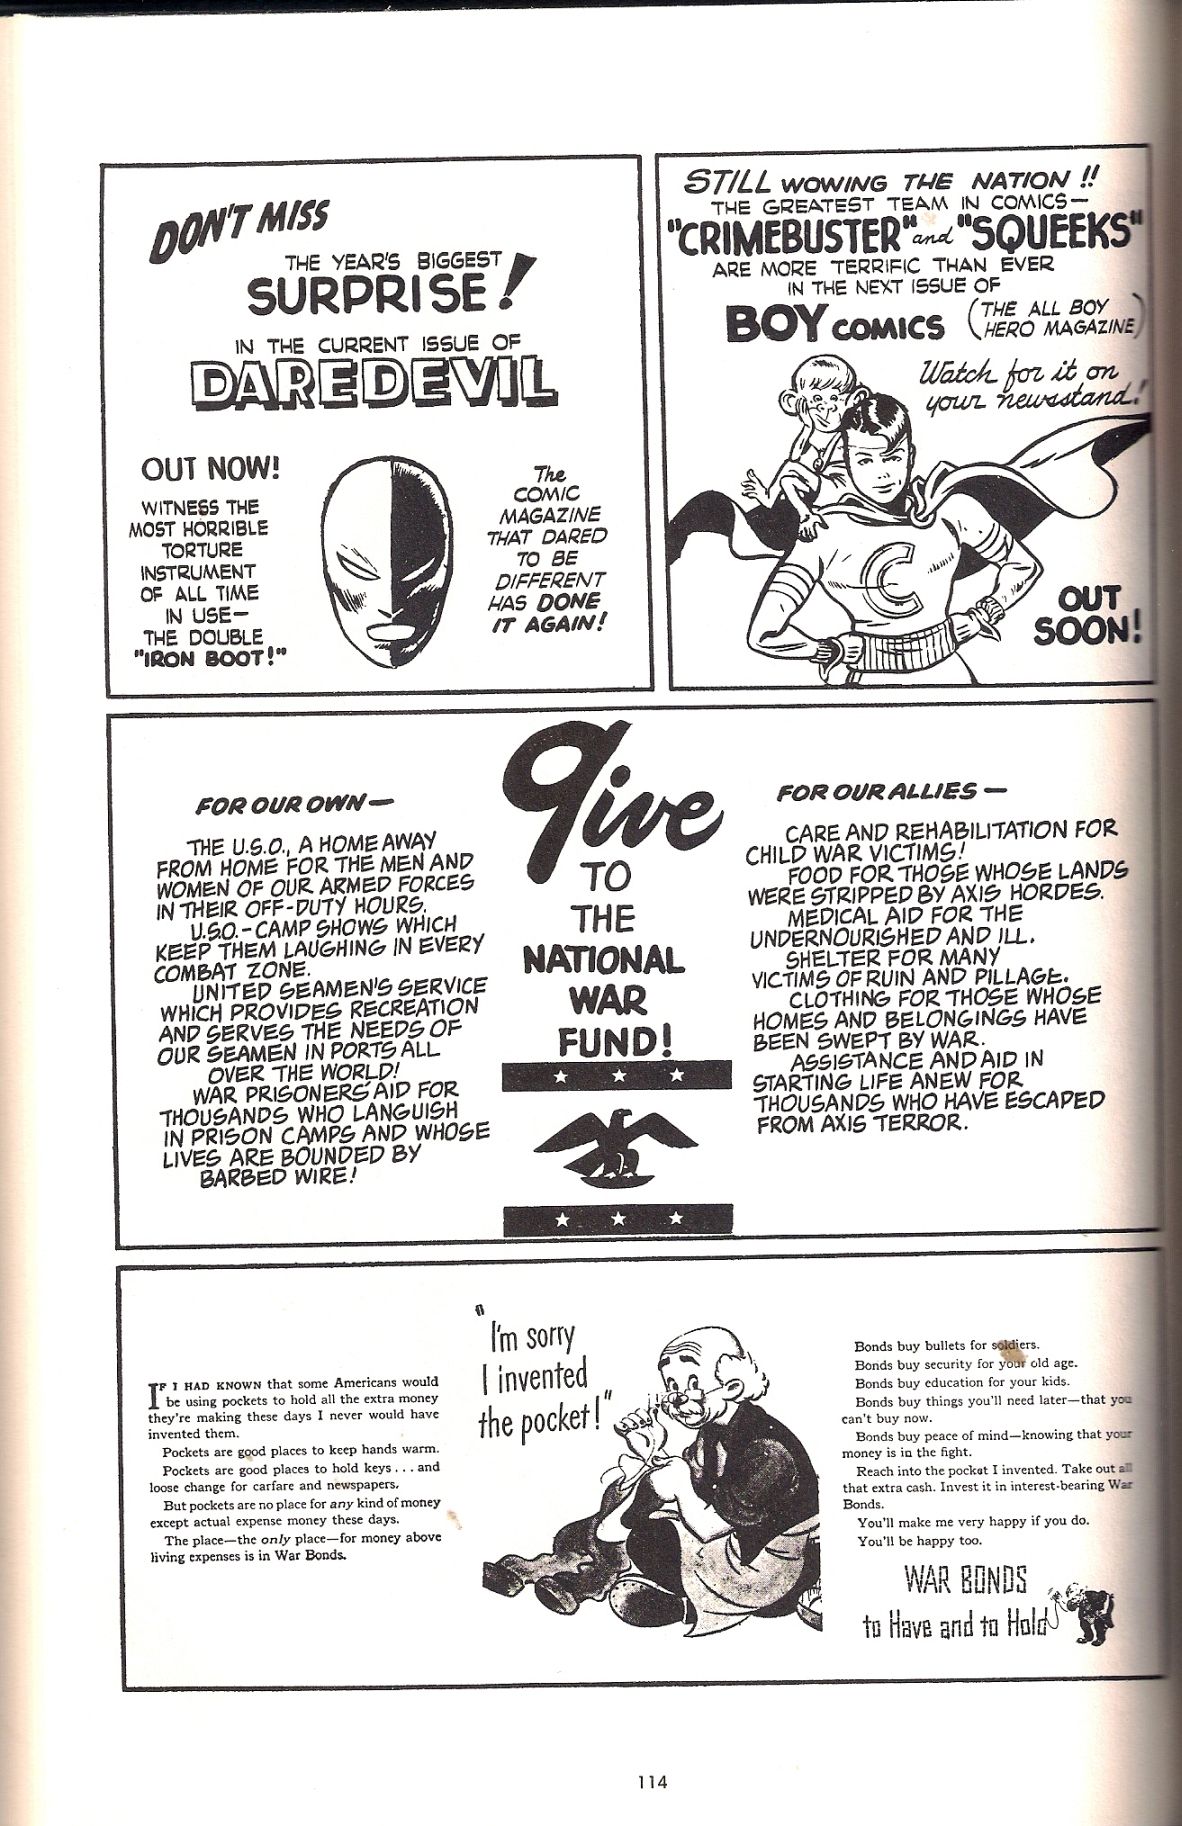 DON'T MISS
THE YEAR'S BIGGEST
SURPRISE!
IN THE CURRENT ISSUE OF
DAREDEVIL
OUT NOW!
WITNESS THE
MOST HORRIBLE
TORTURE
INSTRUMENT
OF ALL TIME
IN USE—
THE DOUBLE
"IRON BOOT!"
The
COMIC
MAGAZINE
THAT DARED
TO BE
DIFFERENT
HAS DONE
IT AGAIN!
STILL WOWING THE NATION!!
THE GREATEST TEAM IN COMICS—
"CRIMEBUSTER" and "SQUEEKS"
ARE MORE TERRIFIC THAN EVER
IN THE NEXT ISSUE OF
BOY COMICS (THE ALL BOY
HERO MAGAZINE)
Watch for it on
your newsstand!
C
OUT
SOON!
FOR OUR OWN—
THE U.S.O., A HOME AWAY
FROM HOME FOR THE MEN AND
WOMEN OF OUR ARMED FORCES
IN THEIR OFF-DUTY HOURS.
U.S.O.-CAMP SHOWS WHICH
KEEP THEM LAUGHING IN EVERY
COMBAT ZONE.
UNITED SEAMEN'S SERVICE
WHICH PROVIDES RECREATION
AND SERVES THE NEEDS OF
OUR SEAMEN IN PORTS ALL
OVER THE WORLD!
WAR PRISONERS' AID FOR
THOUSANDS WHO LANGUISH
IN PRISON CAMPS AND WHOSE
LIVES ARE BOUNDED BY
BARBED WIRE!
Give
TO
THE
NATIONAL
WAR
FUND!
FOR OUR ALLIES—
CARE AND REHABILITATION FOR
CHILD WAR VICTIMS!
FOOD FOR THOSE WHOSE LANDS
WERE STRIPPED BY AXIS HORDES.
MEDICAL AID FOR THE
UNDERNOURISHED AND ILL.
SHELTER FOR MANY
VICTIMS OF RUIN AND PILLAGE.
CLOTHING FOR THOSE WHOSE
HOMES AND BELONGINGS HAVE
BEEN SWEPT BY WAR.
ASSISTANCE AND AID IN
STARTING LIFE ANEW FOR
THOUSANDS WHO HAVE ESCAPED
FROM AXIS TERROR.
IF I HAD KNOWN that some Americans would
be using pockets to hold all the extra money
they're making these days I never would have
invented them.
Pockets are good places to keep hands warm.
Pockets are good places to hold keys . . . and
loose change for carfare and newspapers.
But pockets are no place for any kind of money
except actual expense money these days.
The place—the only place—for money above
living expenses is in War Bonds.
"I'm sorry
I invented
the pocket!"
Bonds buy bullets for soldiers.
Bonds buy security for your old age.
Bonds buy education for your kids.
Bonds buy things you'll need later—that you
can't buy now.
Bonds buy peace of mind—knowing that your
money is in the fight.
Reach into the pocket I invented. Take out all
that extra cash. Invest it in interest-bearing War
Bonds.
You'll make me very happy if you do.
You'll be happy too.
WAR BONDS
to Have and to Hold
114